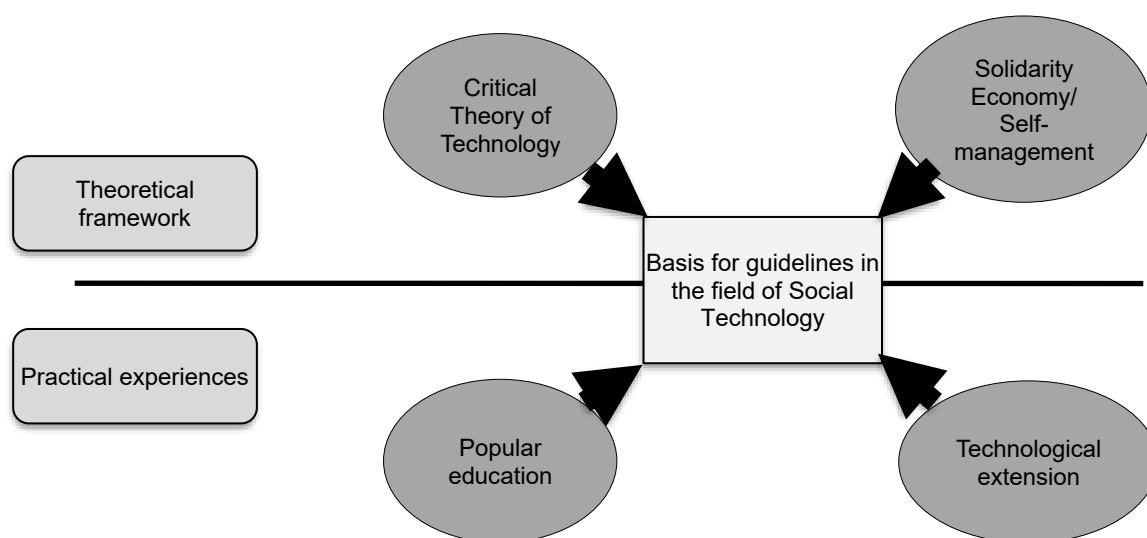 Critical
Theory of
Technology
Solidarity
Economy/
Self-
management
Theoretical
framework
Basis for guidelines in
the field of Social
Technology
Practical experiences
Popular
education
Technological
extension